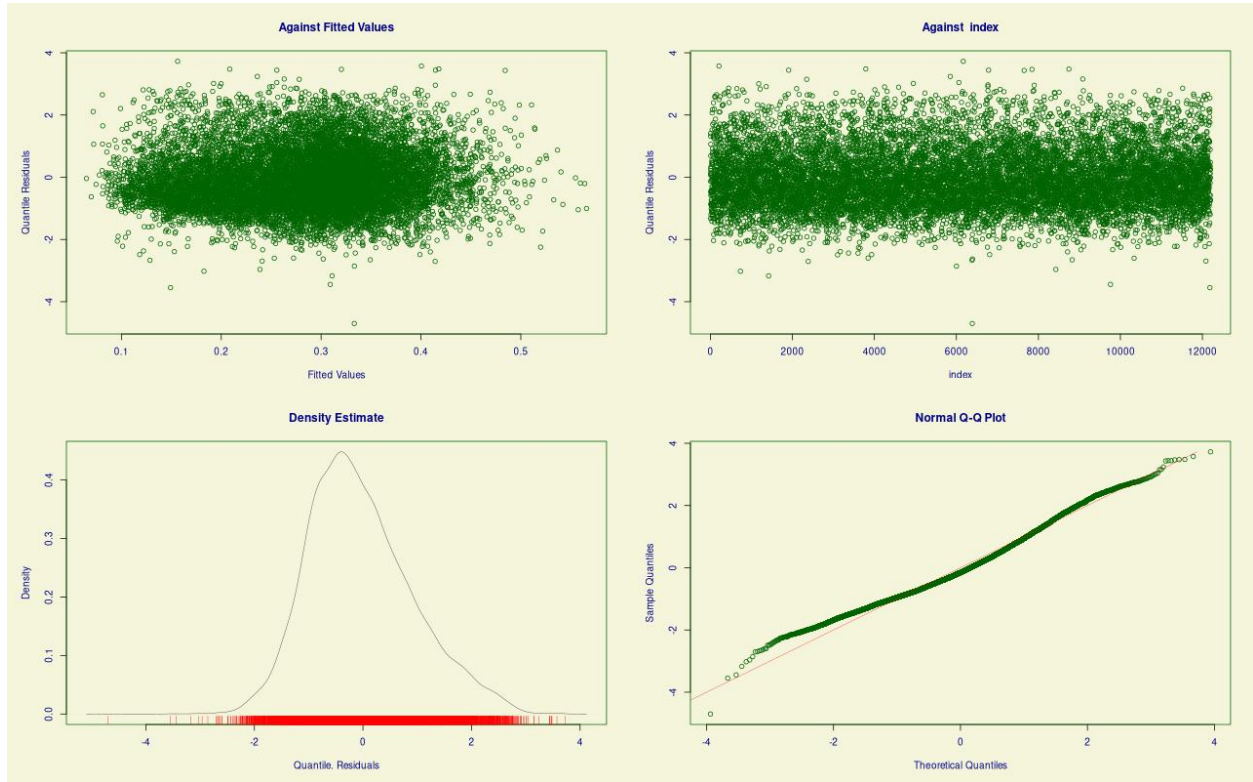 Against Fitted Values
Quantile Residuals
-4 -2 0 2 4
0.1 0.2 0.3 0.4 0.5
Fitted Values
Against index
Quantile Residuals
-4 -2 0 2 4
0 2000 4000 6000 8000 10000 12000
index
Density Estimate
Density
0.0 0.1 0.2 0.3 0.4
-4 -2 0 2 4
Quantile. Residuals
Normal Q-Q Plot
Sample Quantiles
-4 -2 0 2 4
-4 -2 0 2 4
Theoretical Quantiles